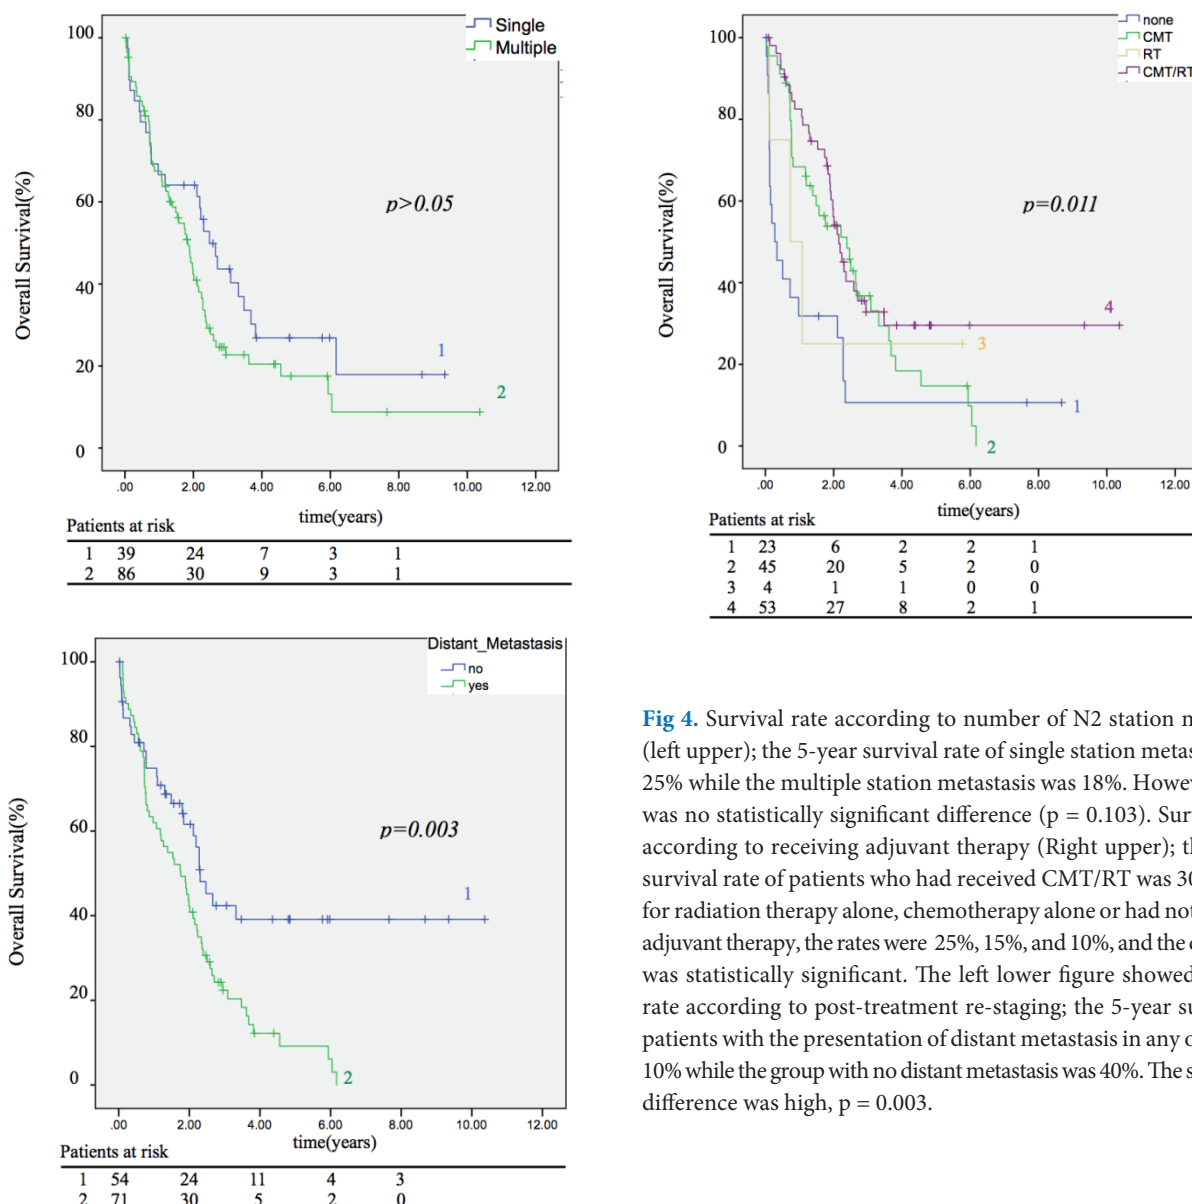 Single
Multiple
Overall Survival(%)
100
80
60
40
20
0
p>0.05
1
2
.00 2.00 4.00 6.00 8.00 10.00 12.00
time(years)
Patients at risk
1 39 24 7 3 1
2 86 30 9 3 1
none
CMT
RT
CMT/RT
Overall Survival(%)
100
80
60
40
20
0
p=0.011
4
3
1
2
.00 2.00 4.00 6.00 8.00 10.00 12.00
time(years)
Patients at risk
1 23 6 2 2 1
2 45 20 5 2 0
3 4 1 1 0 0
4 53 27 8 2 1
Distant_Metastasis
no
yes
Overall Survival(%)
100
80
60
40
20
0
p=0.003
1
2
.00 2.00 4.00 6.00 8.00 10.00 12.00
time(years)
Patients at risk
1 54 24 11 4 3
2 71 30 5 2 0
Fig 4. Survival rate according to number of N2 station
(left upper); the 5-year survival rate of single station
25% while the multiple station metastasis was 18%.
was no statistically significant difference (p = 0.103).
according to receiving adjuvant therapy (Right upper);
survival rate of patients who had received CMT/RT was
for radiation therapy alone, chemotherapy alone or had not
adjuvant therapy, the rates were 25%, 15%, and 10%, and the
was statistically significant. The left lower figure showed
rate according to post-treatment re-staging; the 5-year
patients with the presentation of distant metastasis in any
10% while the group with no distant metastasis was 40%. The
difference was high, p = 0.003.